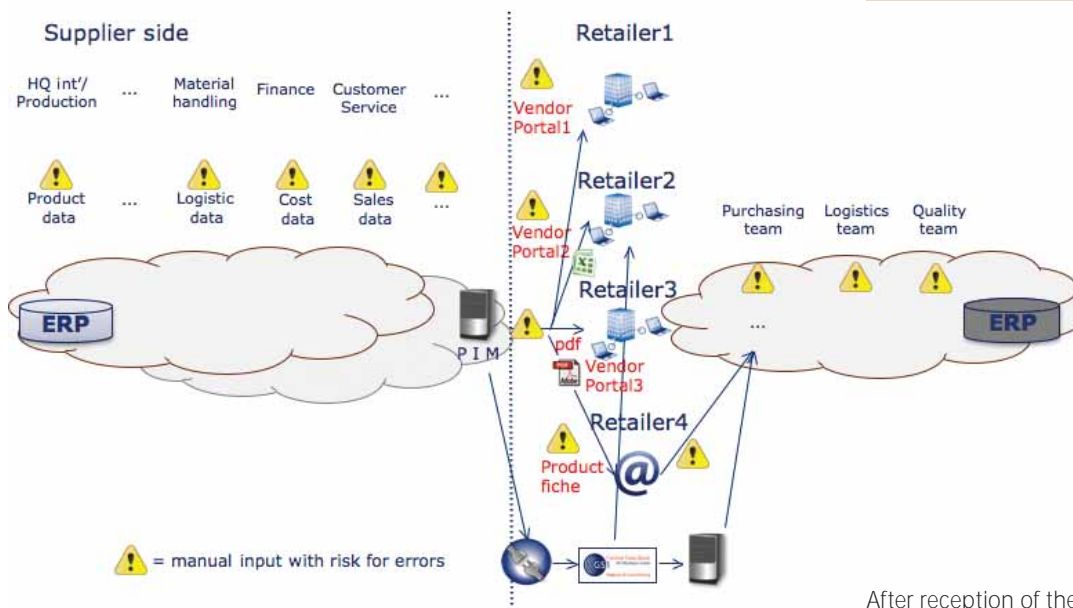 Supplier side
Retailer1
HQ int'/
Production
...
Material
handling
Finance
Customer
Service
...
Vendor
Portal1
Product
data
...
Logistic
data
Cost
data
Sales
data
...
Retailer2
Vendor
Portal2
Purchasing
team
Logistics
team
Quality
team
Retailer3
ERP
PIM
pdf
Vendor
Portal3
...
ERP
Retailer4
Product
fiche
@
GS1
= manual input with risk for errors
After reception of the